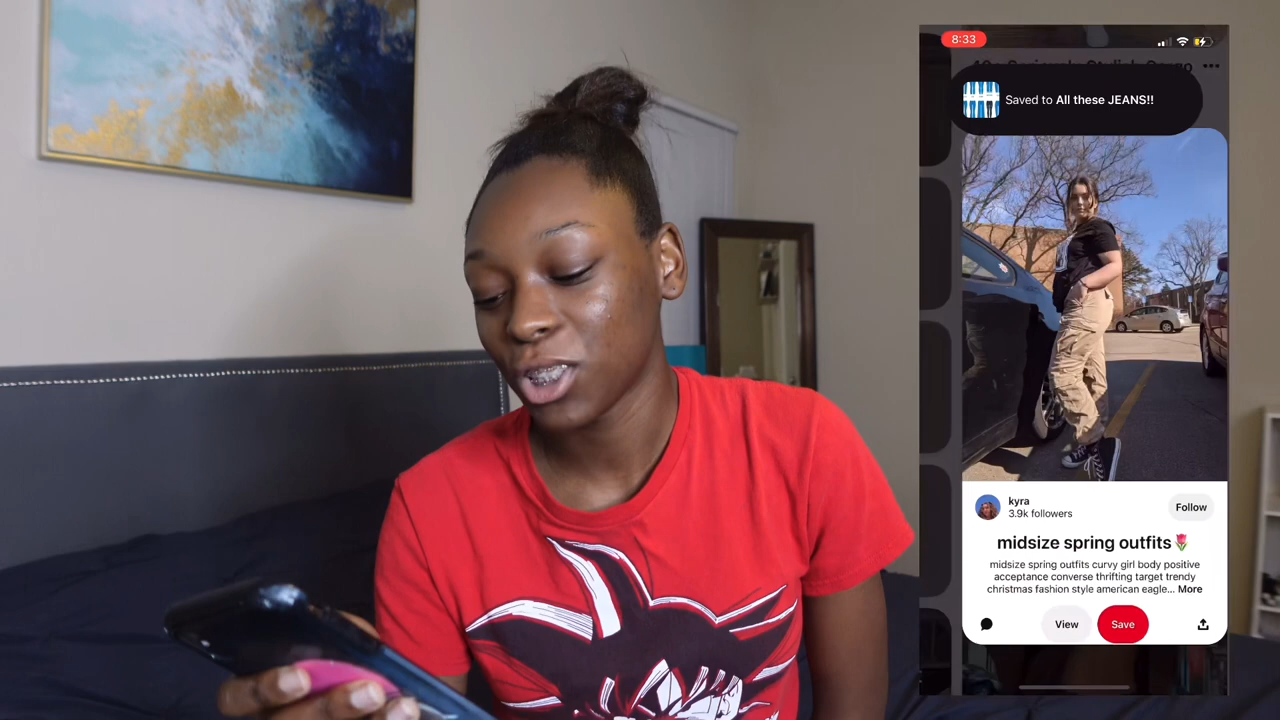 8:33
Saved to All these JEANS!!
kyra
3.9k followers
Follow
midsize spring outfits🌷
midsize spring outfits curvy girl body positive
acceptance converse thrifting target trendy
christmas fashion style american eagle... More
View
Save